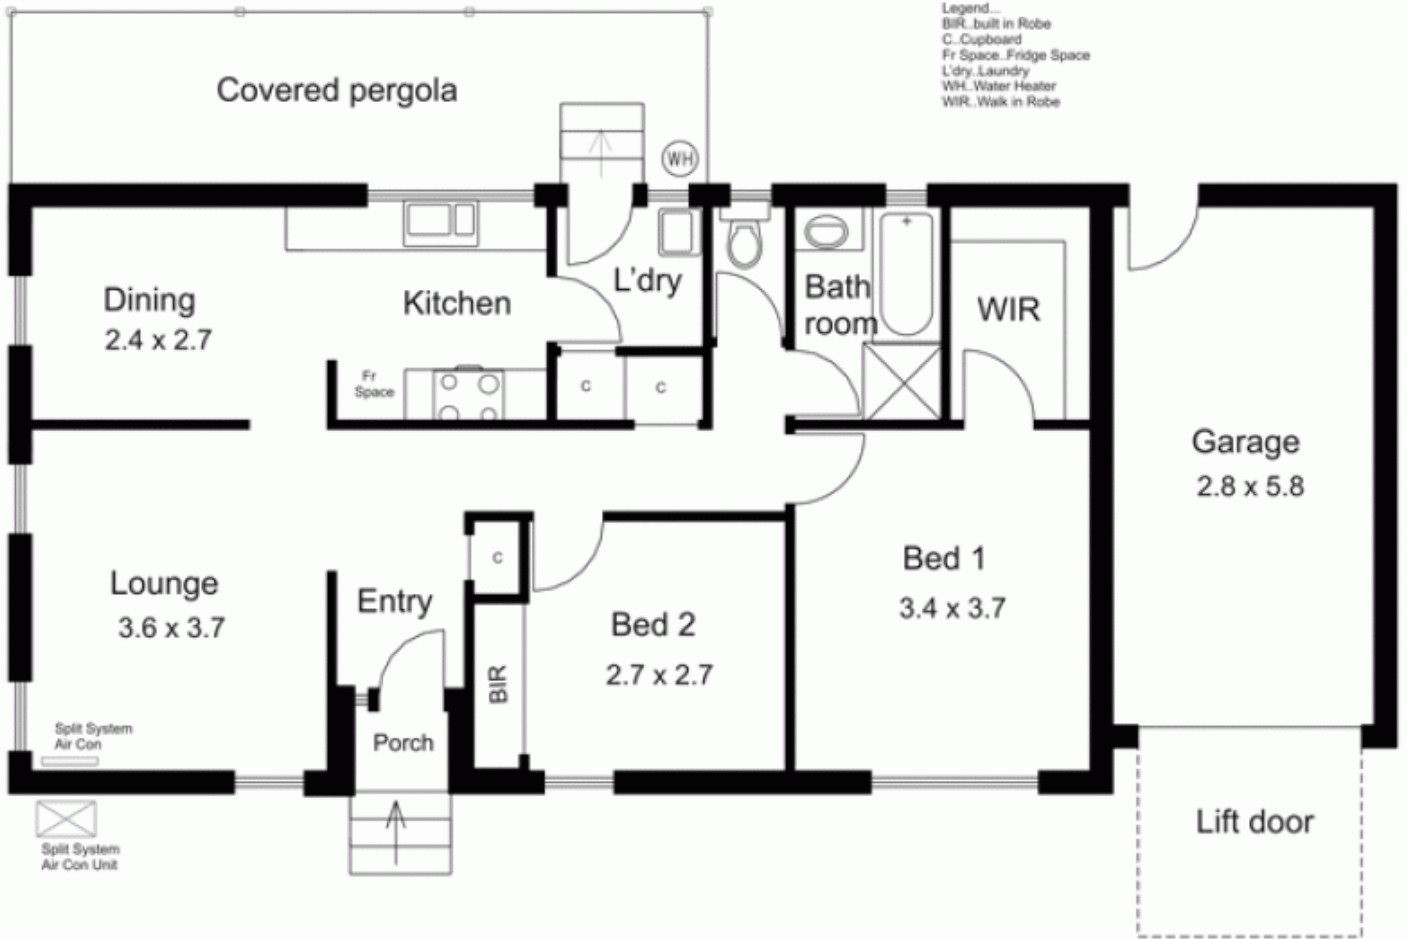 Legend...
BIR..built in Robe
C..Cupboard
Fr Space..Fridge Space
L'dry..Laundry
WH..Water Heater
WIR..Walk in Robe
Covered pergola
WH
Dining
2.4 x 2.7
Kitchen
L'dry
Bath
room
WIR
Fr
Space
C
C
Garage
2.8 x 5.8
Lounge
3.6 x 3.7
Entry
C
Bed 2
2.7 x 2.7
Bed 1
3.4 x 3.7
BIR
Split System
Air Con
Porch
Lift door
Split System
Air Con Unit